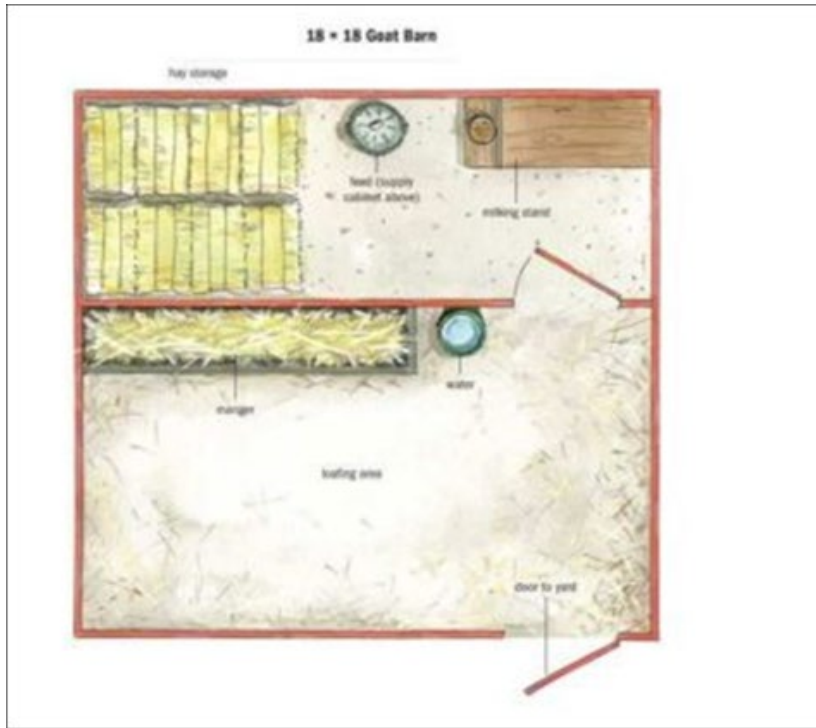 18 × 18 Goat Barn
hay storage
feed (supply
cabinet above)
milking stand
water
manger
loafing area
door to yard